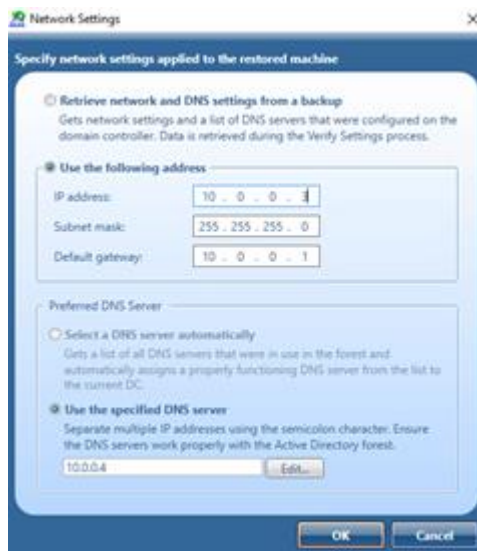 Network Settings
Specify network settings applied to the restored machine
Retrieve network and DNS settings from a backup
Gets network settings and a list of DNS servers that were configured on the
domain controller. Data is retrieved during the Verify Settings process.
Use the following address
IP address: 10 . 0 . 0 . 3
Subnet mask: 255 . 255 . 255 . 0
Default gateway: 10 . 0 . 0 . 1
Preferred DNS Server
Select a DNS server automatically
Gets a list of all DNS servers that were in use in the forest and
automatically assigns a properly functioning DNS server from the list to
the current DC.
Use the specified DNS server
Separate multiple IP addresses using the semicolon character. Ensure
the DNS servers work properly with the Active Directory forest.
10.0.0.4 Edit...
OK Cancel